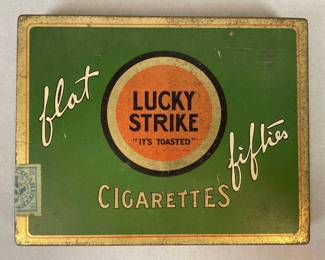 flat
LUCKY
STRIKE
"IT'S TOASTED"
fifties
CIGARETTES